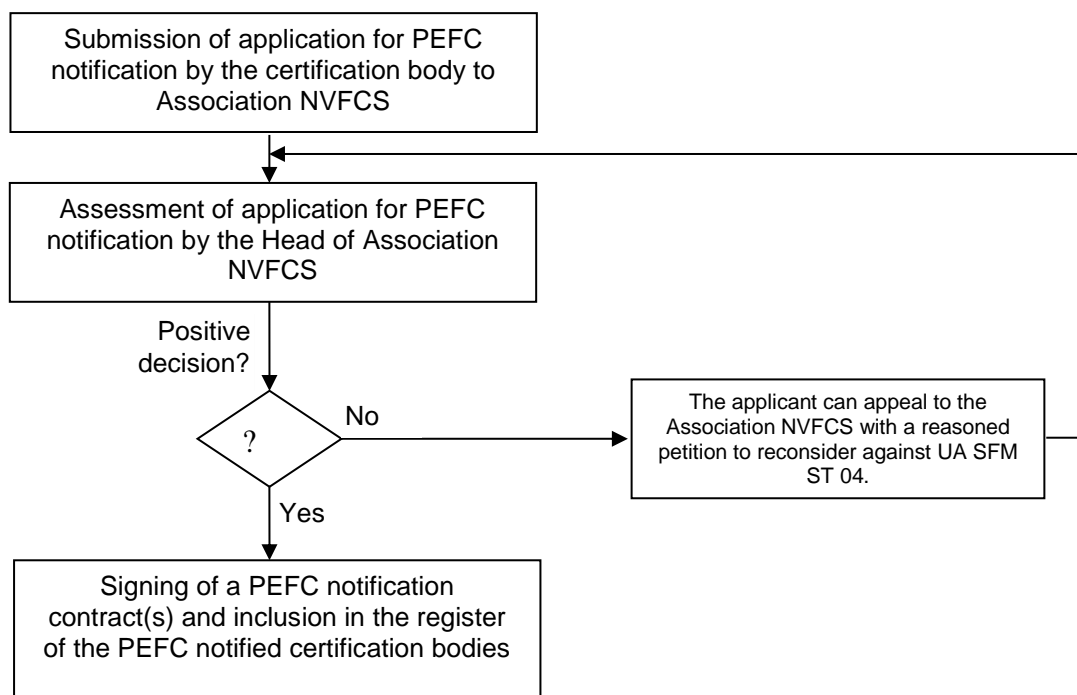 Submission of application for PEFC
notification by the certification body to
Association NVFCS
Assessment of application for PEFC
notification by the Head of Association
NVFCS
Positive
decision?
?
No
The applicant can appeal to the
Association NVFCS with a reasoned
petition to reconsider against UA SFM
ST 04.
Yes
Signing of a PEFC notification
contract(s) and inclusion in the register
of the PEFC notified certification bodies